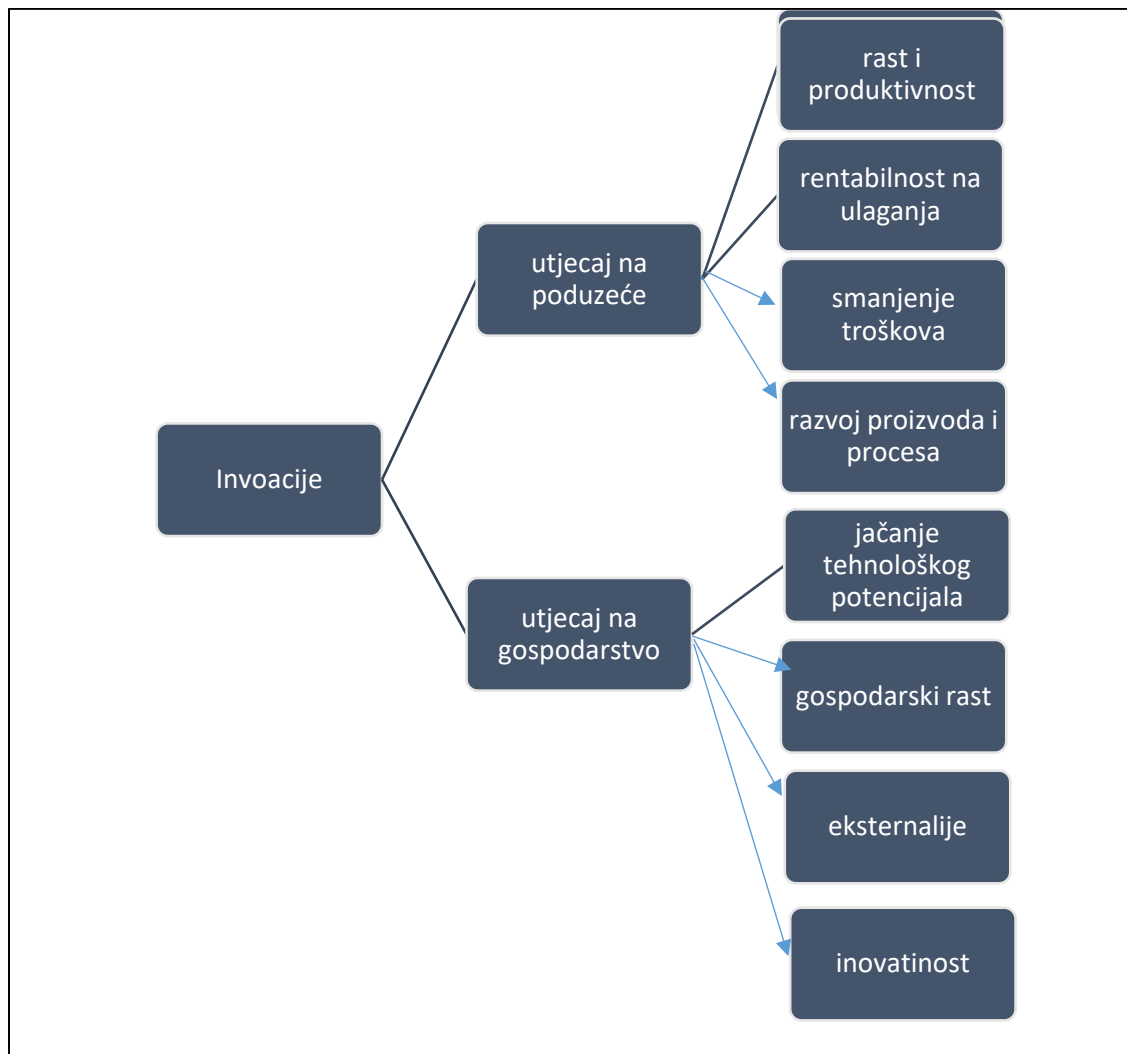 rast i
produktivnost
rentabilnost na
ulaganja
utjecaj na
poduzeće
smanjenje
troškova
razvoj proizvoda i
procesa
Invoacije
jačanje
tehnološkog
potencijala
utjecaj na
gospodarstvo
gospodarski rast
eksternalije
inovatinost